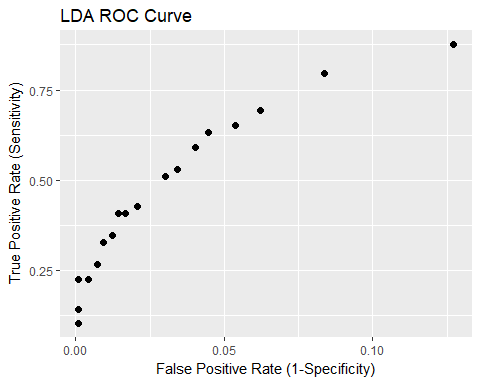 LDA ROC Curve
True Positive Rate (Sensitivity)
0.75
0.50
0.25
0.00
0.05
0.10
False Positive Rate (1-Specificity)